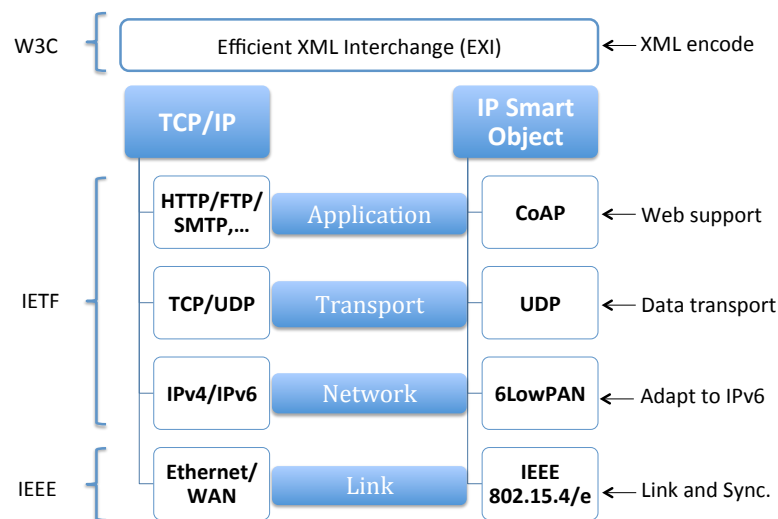 W3C
Efficient XML Interchange (EXI)
XML encode
TCP/IP
IP Smart
Object
IETF
HTTP/FTP/
SMTP,...
Application
CoAP
Web support
TCP/UDP
Transport
UDP
Data transport
IPv4/IPv6
Network
6LowPAN
Adapt to IPv6
IEEE
Ethernet/
WAN
Link
IEEE
802.15.4/e
Link and Sync.